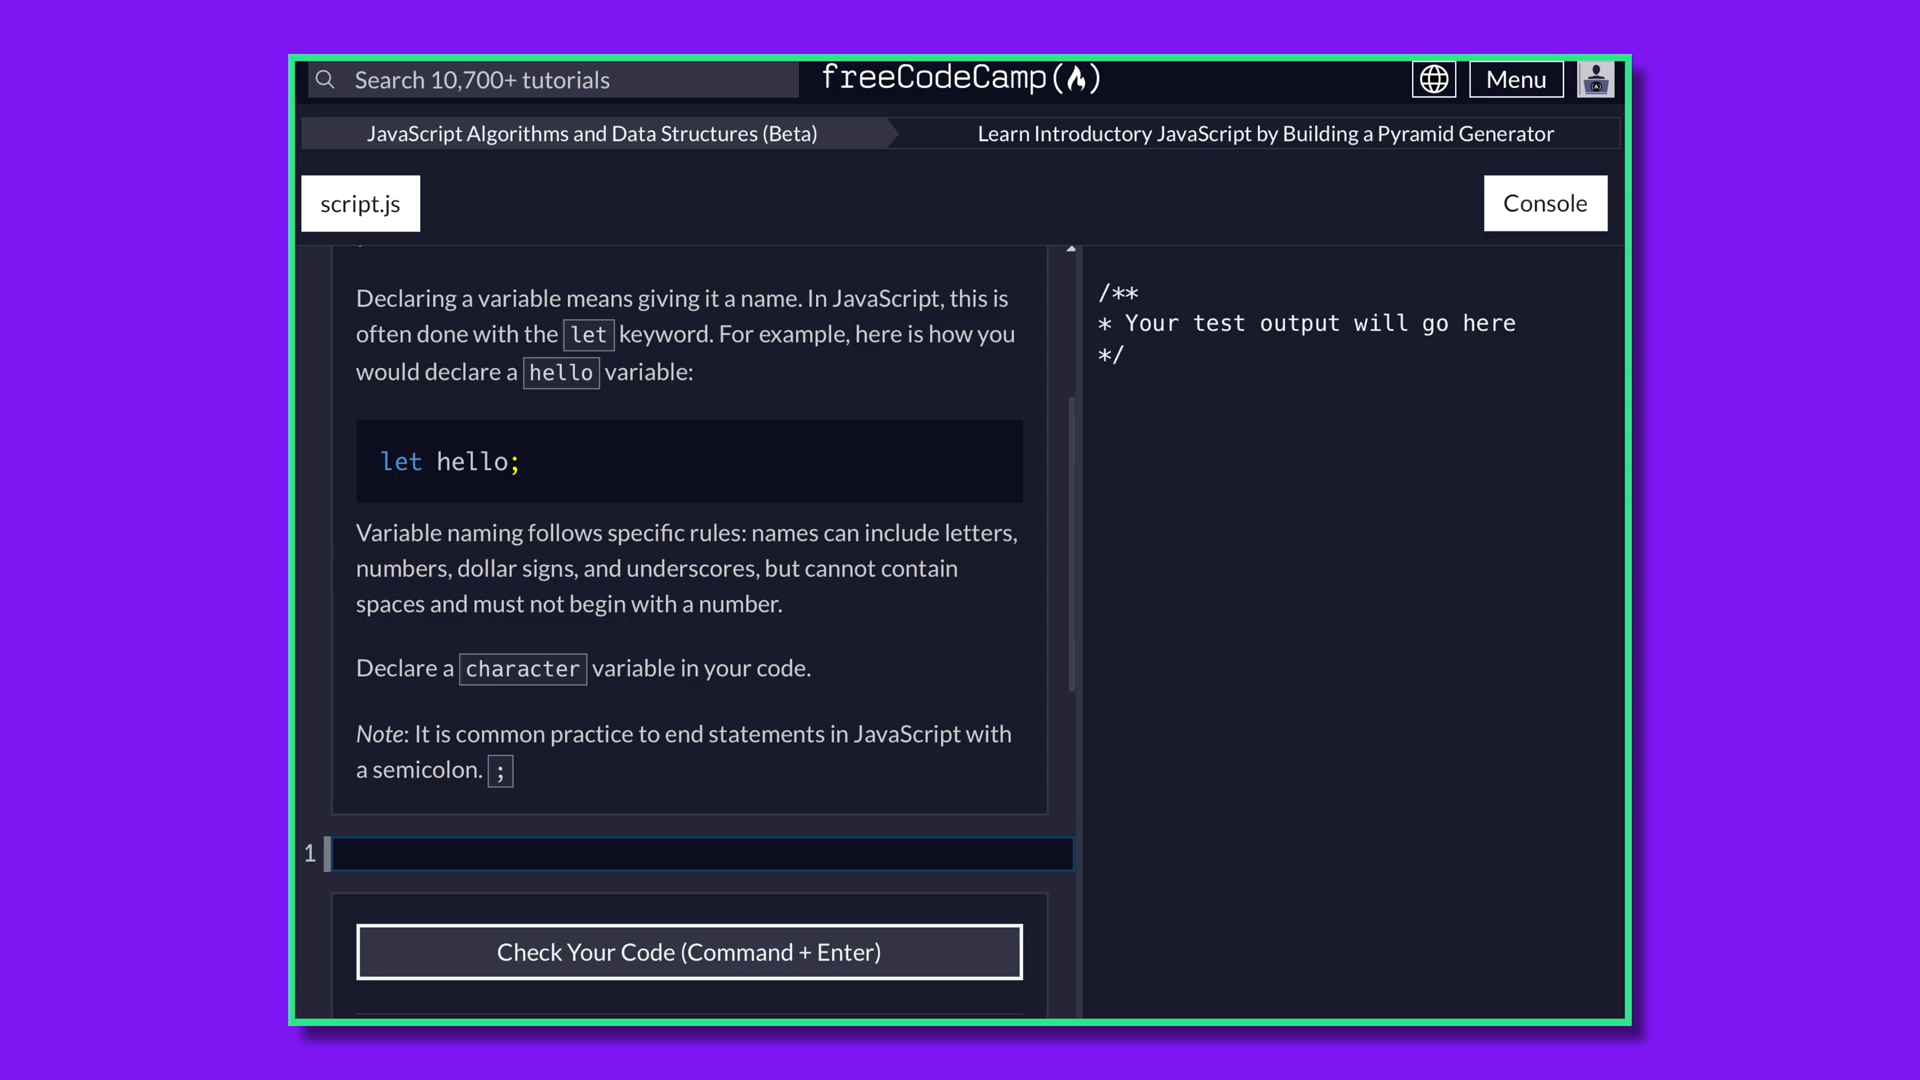 Search 10,700+ tutorials
freeCodeCamp
Menu
JavaScript Algorithms and Data Structures (Beta)
Learn Introductory JavaScript by Building a Pyramid Generator
script.js
Console
Declaring a variable means giving it a name. In JavaScript, this is
often done with the let keyword. For example, here is how you
would declare a hello variable:
let hello;
Variable naming follows specific rules: names can include letters,
numbers, dollar signs, and underscores, but cannot contain
spaces and must not begin with a number.
Declare a character variable in your code.
Note: It is common practice to end statements in JavaScript with
a semicolon. ;
1
Check Your Code (Command + Enter)
/**
* Your test output will go here
*/